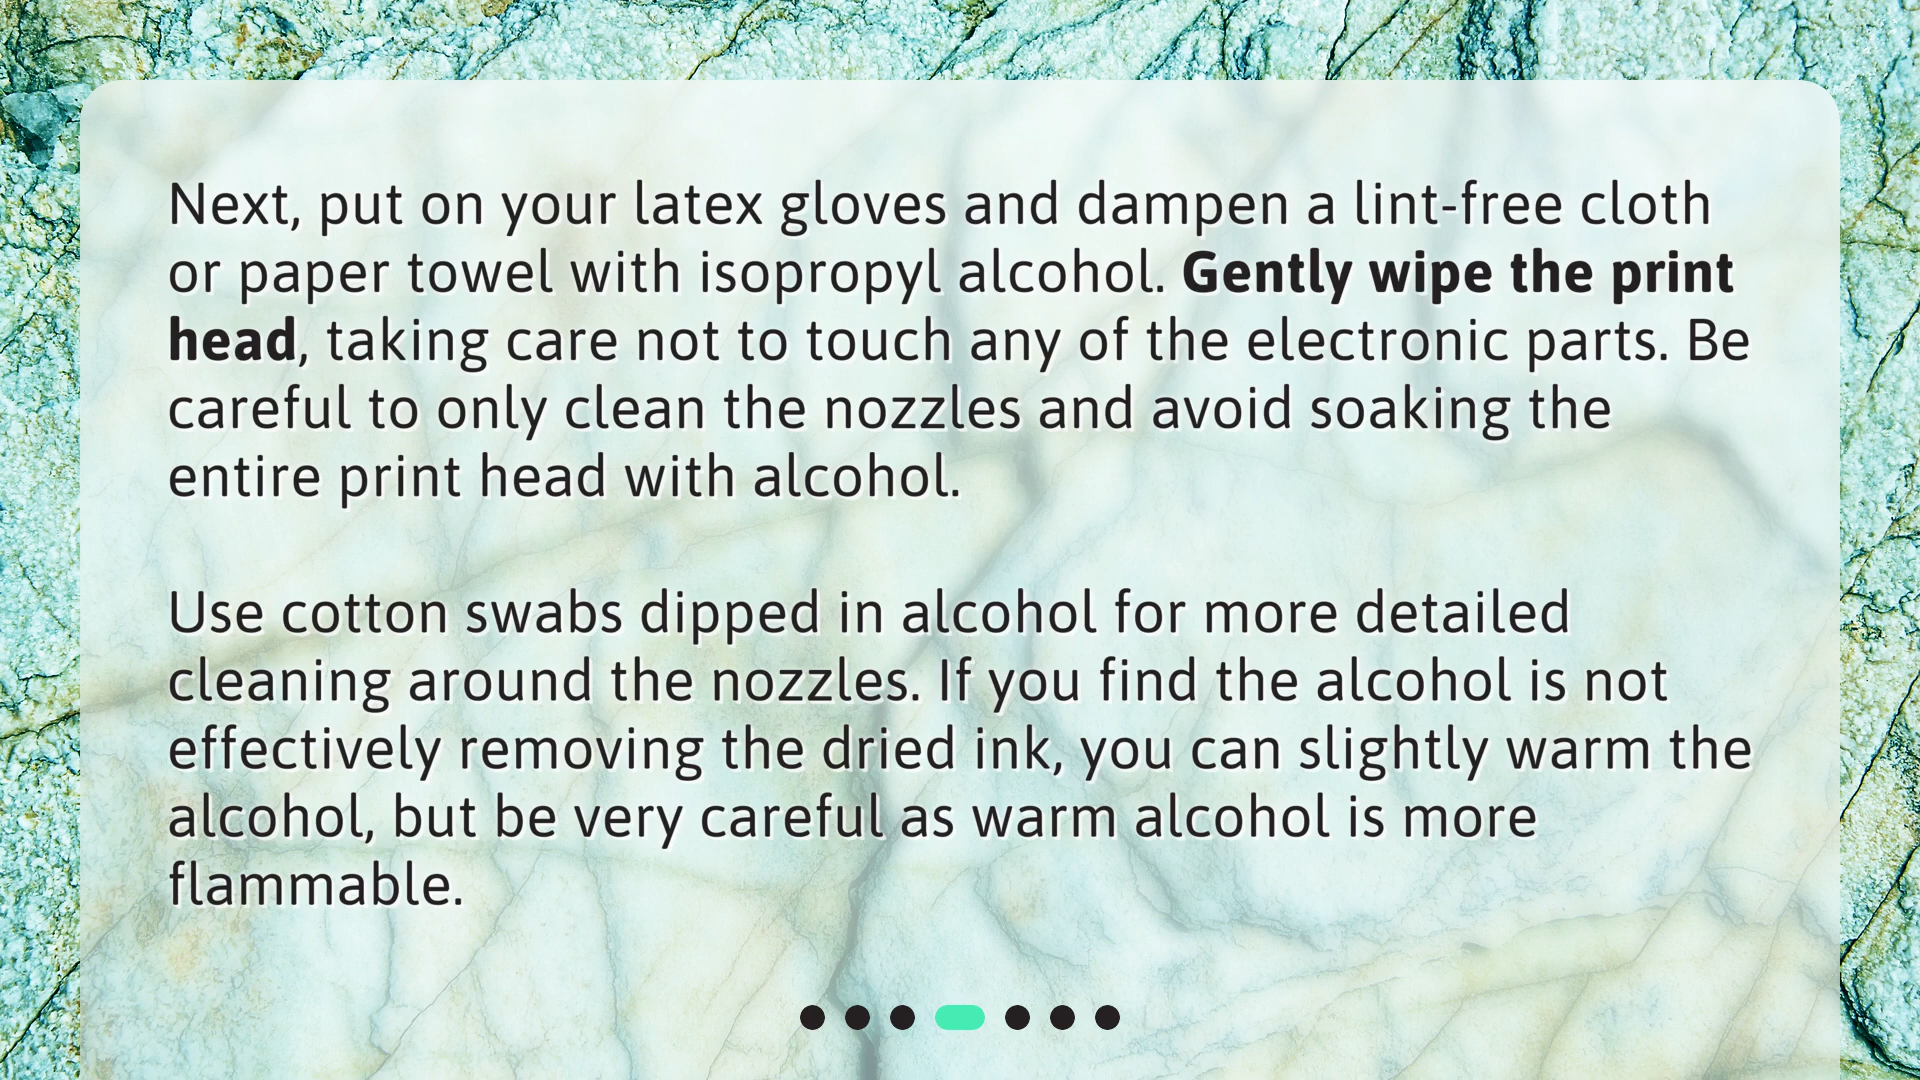 Next, put on your latex gloves and dampen a lint-free cloth
or paper towel with isopropyl alcohol. Gently wipe the print
head, taking care not to touch any of the electronic parts. Be
careful to only clean the nozzles and avoid soaking the
entire print head with alcohol.
Use cotton swabs dipped in alcohol for more detailed
cleaning around the nozzles. If you find the alcohol is not
effectively removing the dried ink, you can slightly warm the
alcohol, but be very careful as warm alcohol is more
flammable.